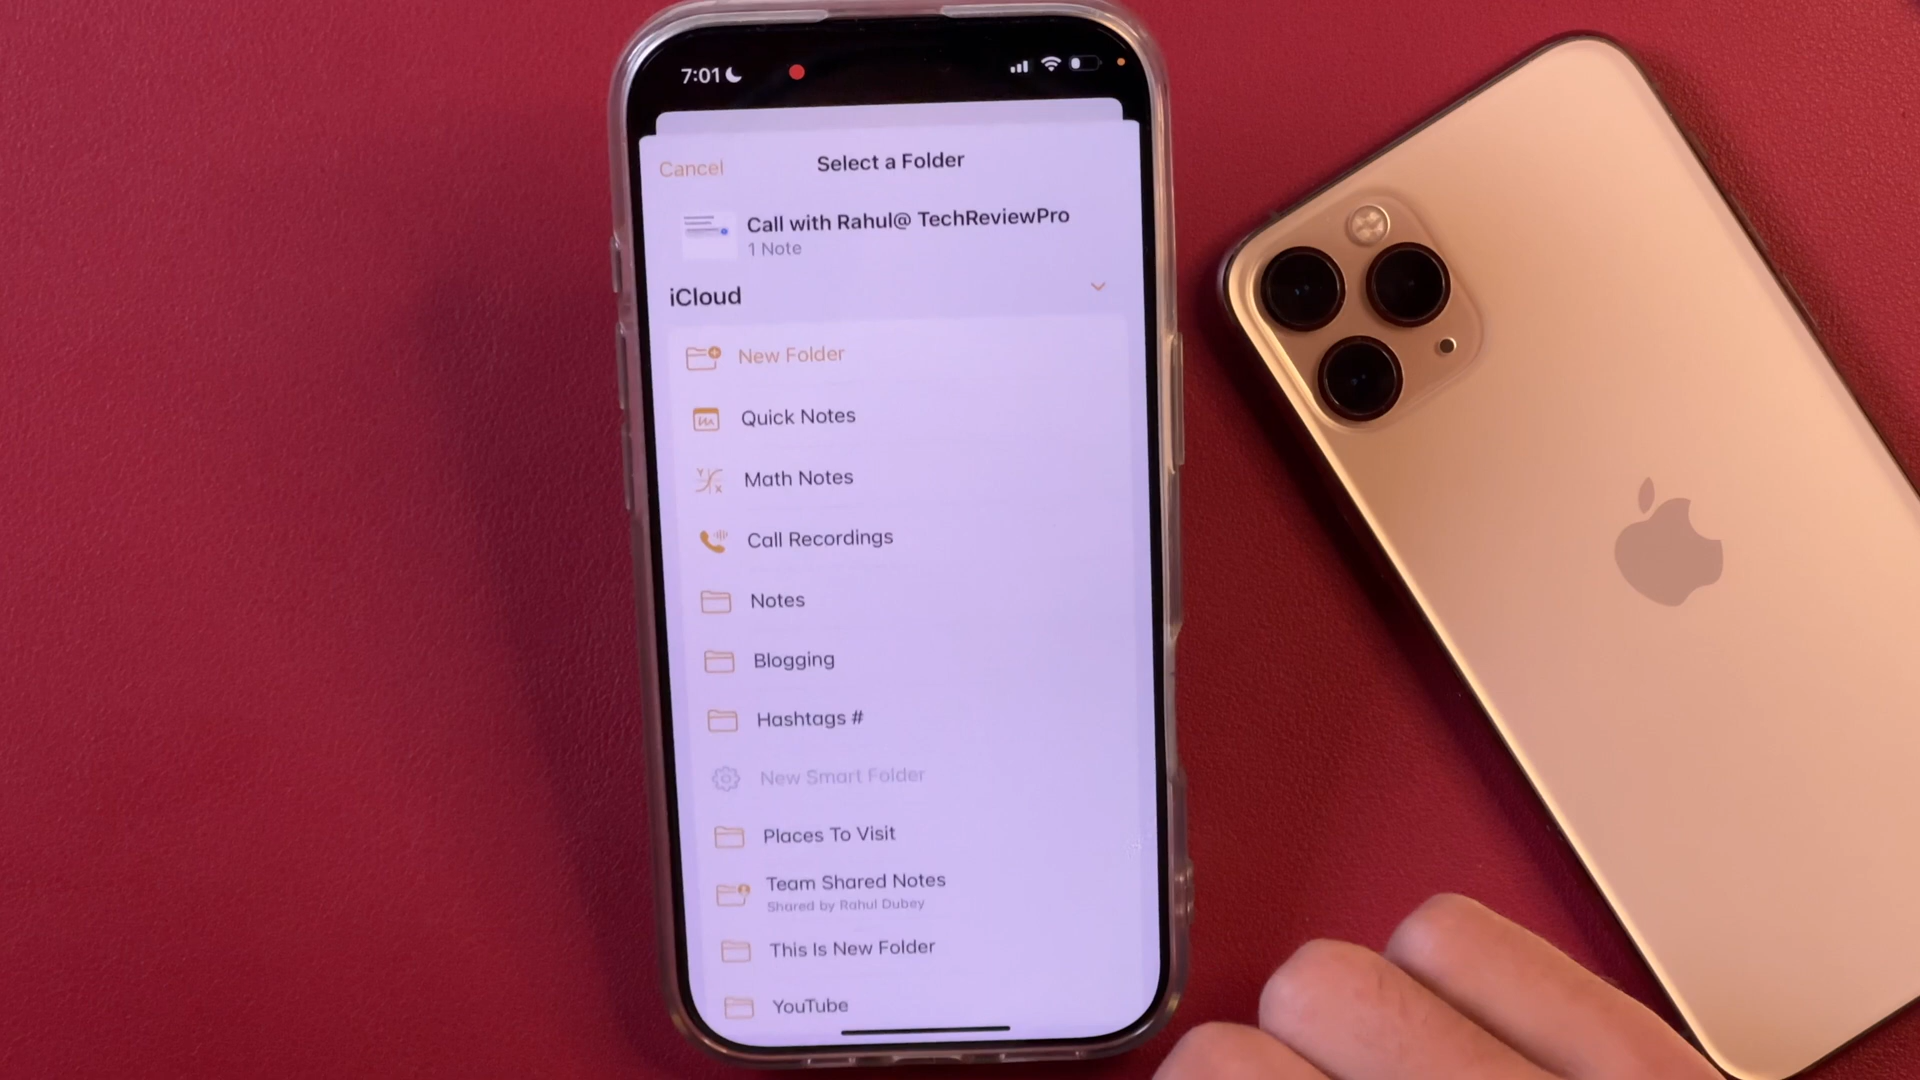 7:01
Cancel
Select a Folder
Call with Rahul@ TechReviewPro
1 Note
iCloud
New Folder
Quick Notes
Math Notes
Call Recordings
Notes
Blogging
Hashtags #
New Smart Folder
Places To Visit
Team Shared Notes
Shared by Rahul Dubey
This Is New Folder
YouTube